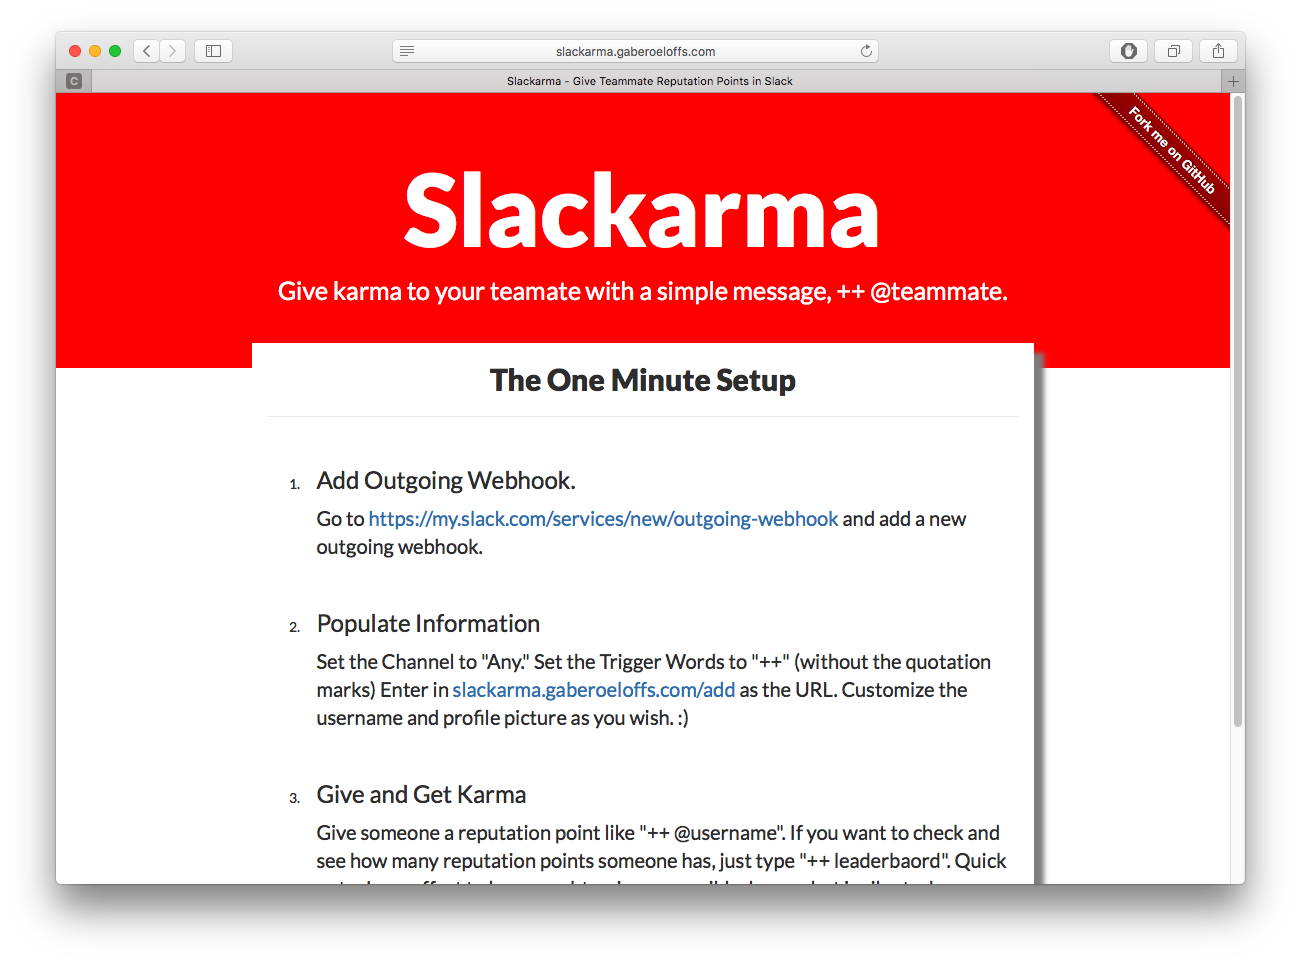 slackarma.gaberoeloffs.com
C
Slackarma - Give Teammate Reputation Points in Slack
Fork me on GitHub
Slackarma
Give karma to your teamate with a simple message, ++ @teammate.
The One Minute Setup
1. Add Outgoing Webhook.
Go to https://my.slack.com/services/new/outgoing-webhook and add a new
outgoing webhook.
2. Populate Information
Set the Channel to "Any." Set the Trigger Words to "++" (without the quotation
marks) Enter in slackarma.gaberoeloffs.com/add as the URL. Customize the
username and profile picture as you wish. :)
3. Give and Get Karma
Give someone a reputation point like "++ @username". If you want to check and
see how many reputation points someone has, just type "++ leaderbaord". Quick